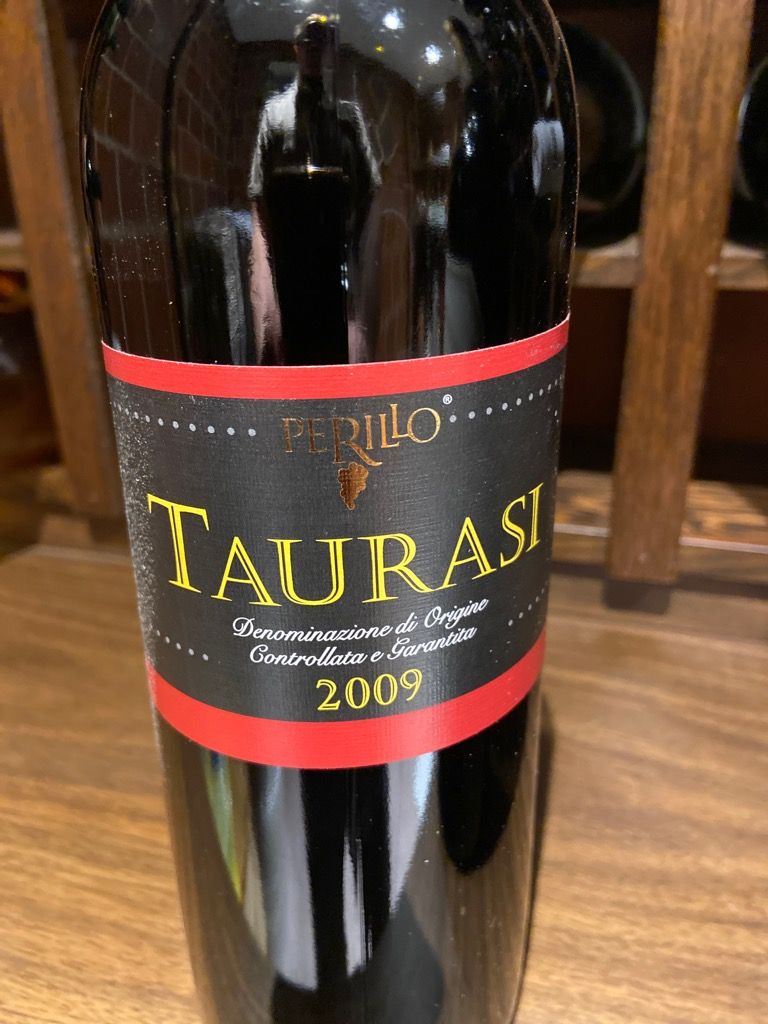 PERILLO®
TAURASI
Denominazione di Origine
Controllata e Garantita
2009